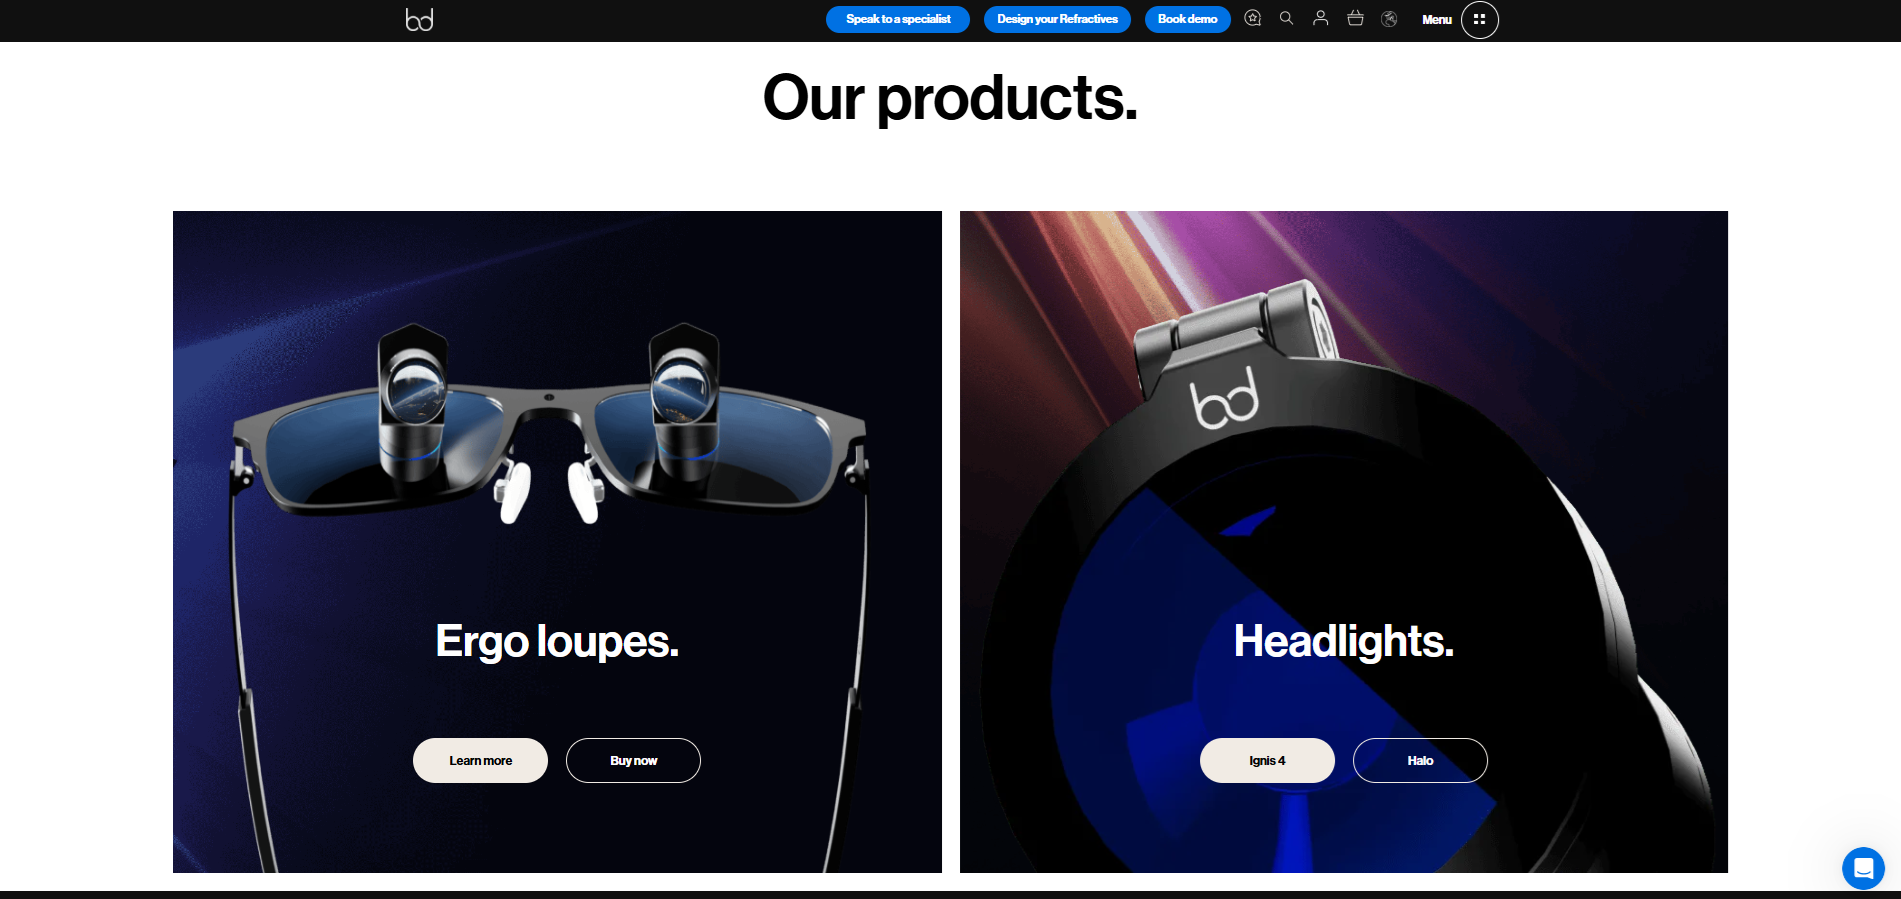 bd
Speak to a specialist
Design your Refractives
Book demo
Menu
Our products.
bd
Ergo loupes.
Learn more
Buy now
Headlights.
Ignis 4
Halo